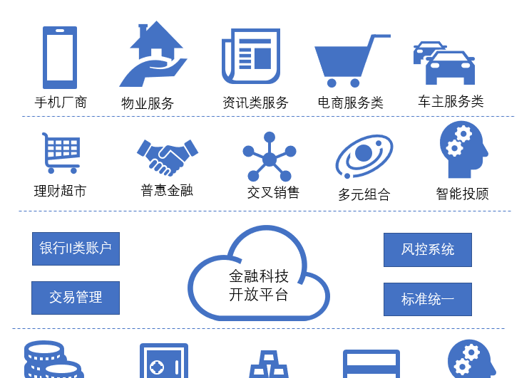 手机厂商 物业服务 资讯类服务 电商服务类 车主服务类
理财超市 普惠金融 交叉销售 多元组合 智能投顾
银行II类账户
金融科技
开放平台
风控系统
交易管理
标准统一